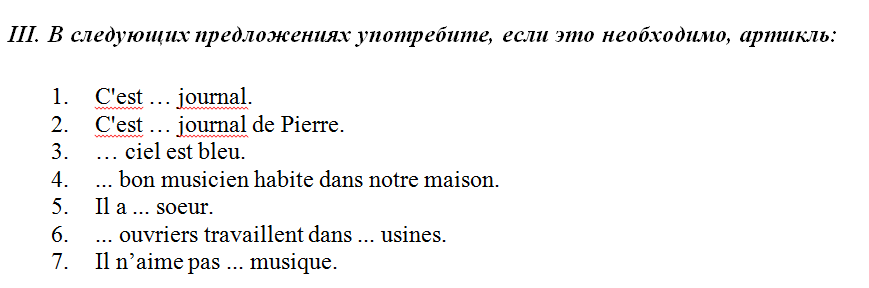 III. В следующих предложениях употребите, если это необходимо, артикль:
1. C'est … journal.
2. C'est … journal de Pierre.
3. … ciel est bleu.
4. ... bon musicien habite dans notre maison.
5. Il a ... soeur.
6. ... ouvriers travaillent dans ... usines.
7. Il n’aime pas ... musique.